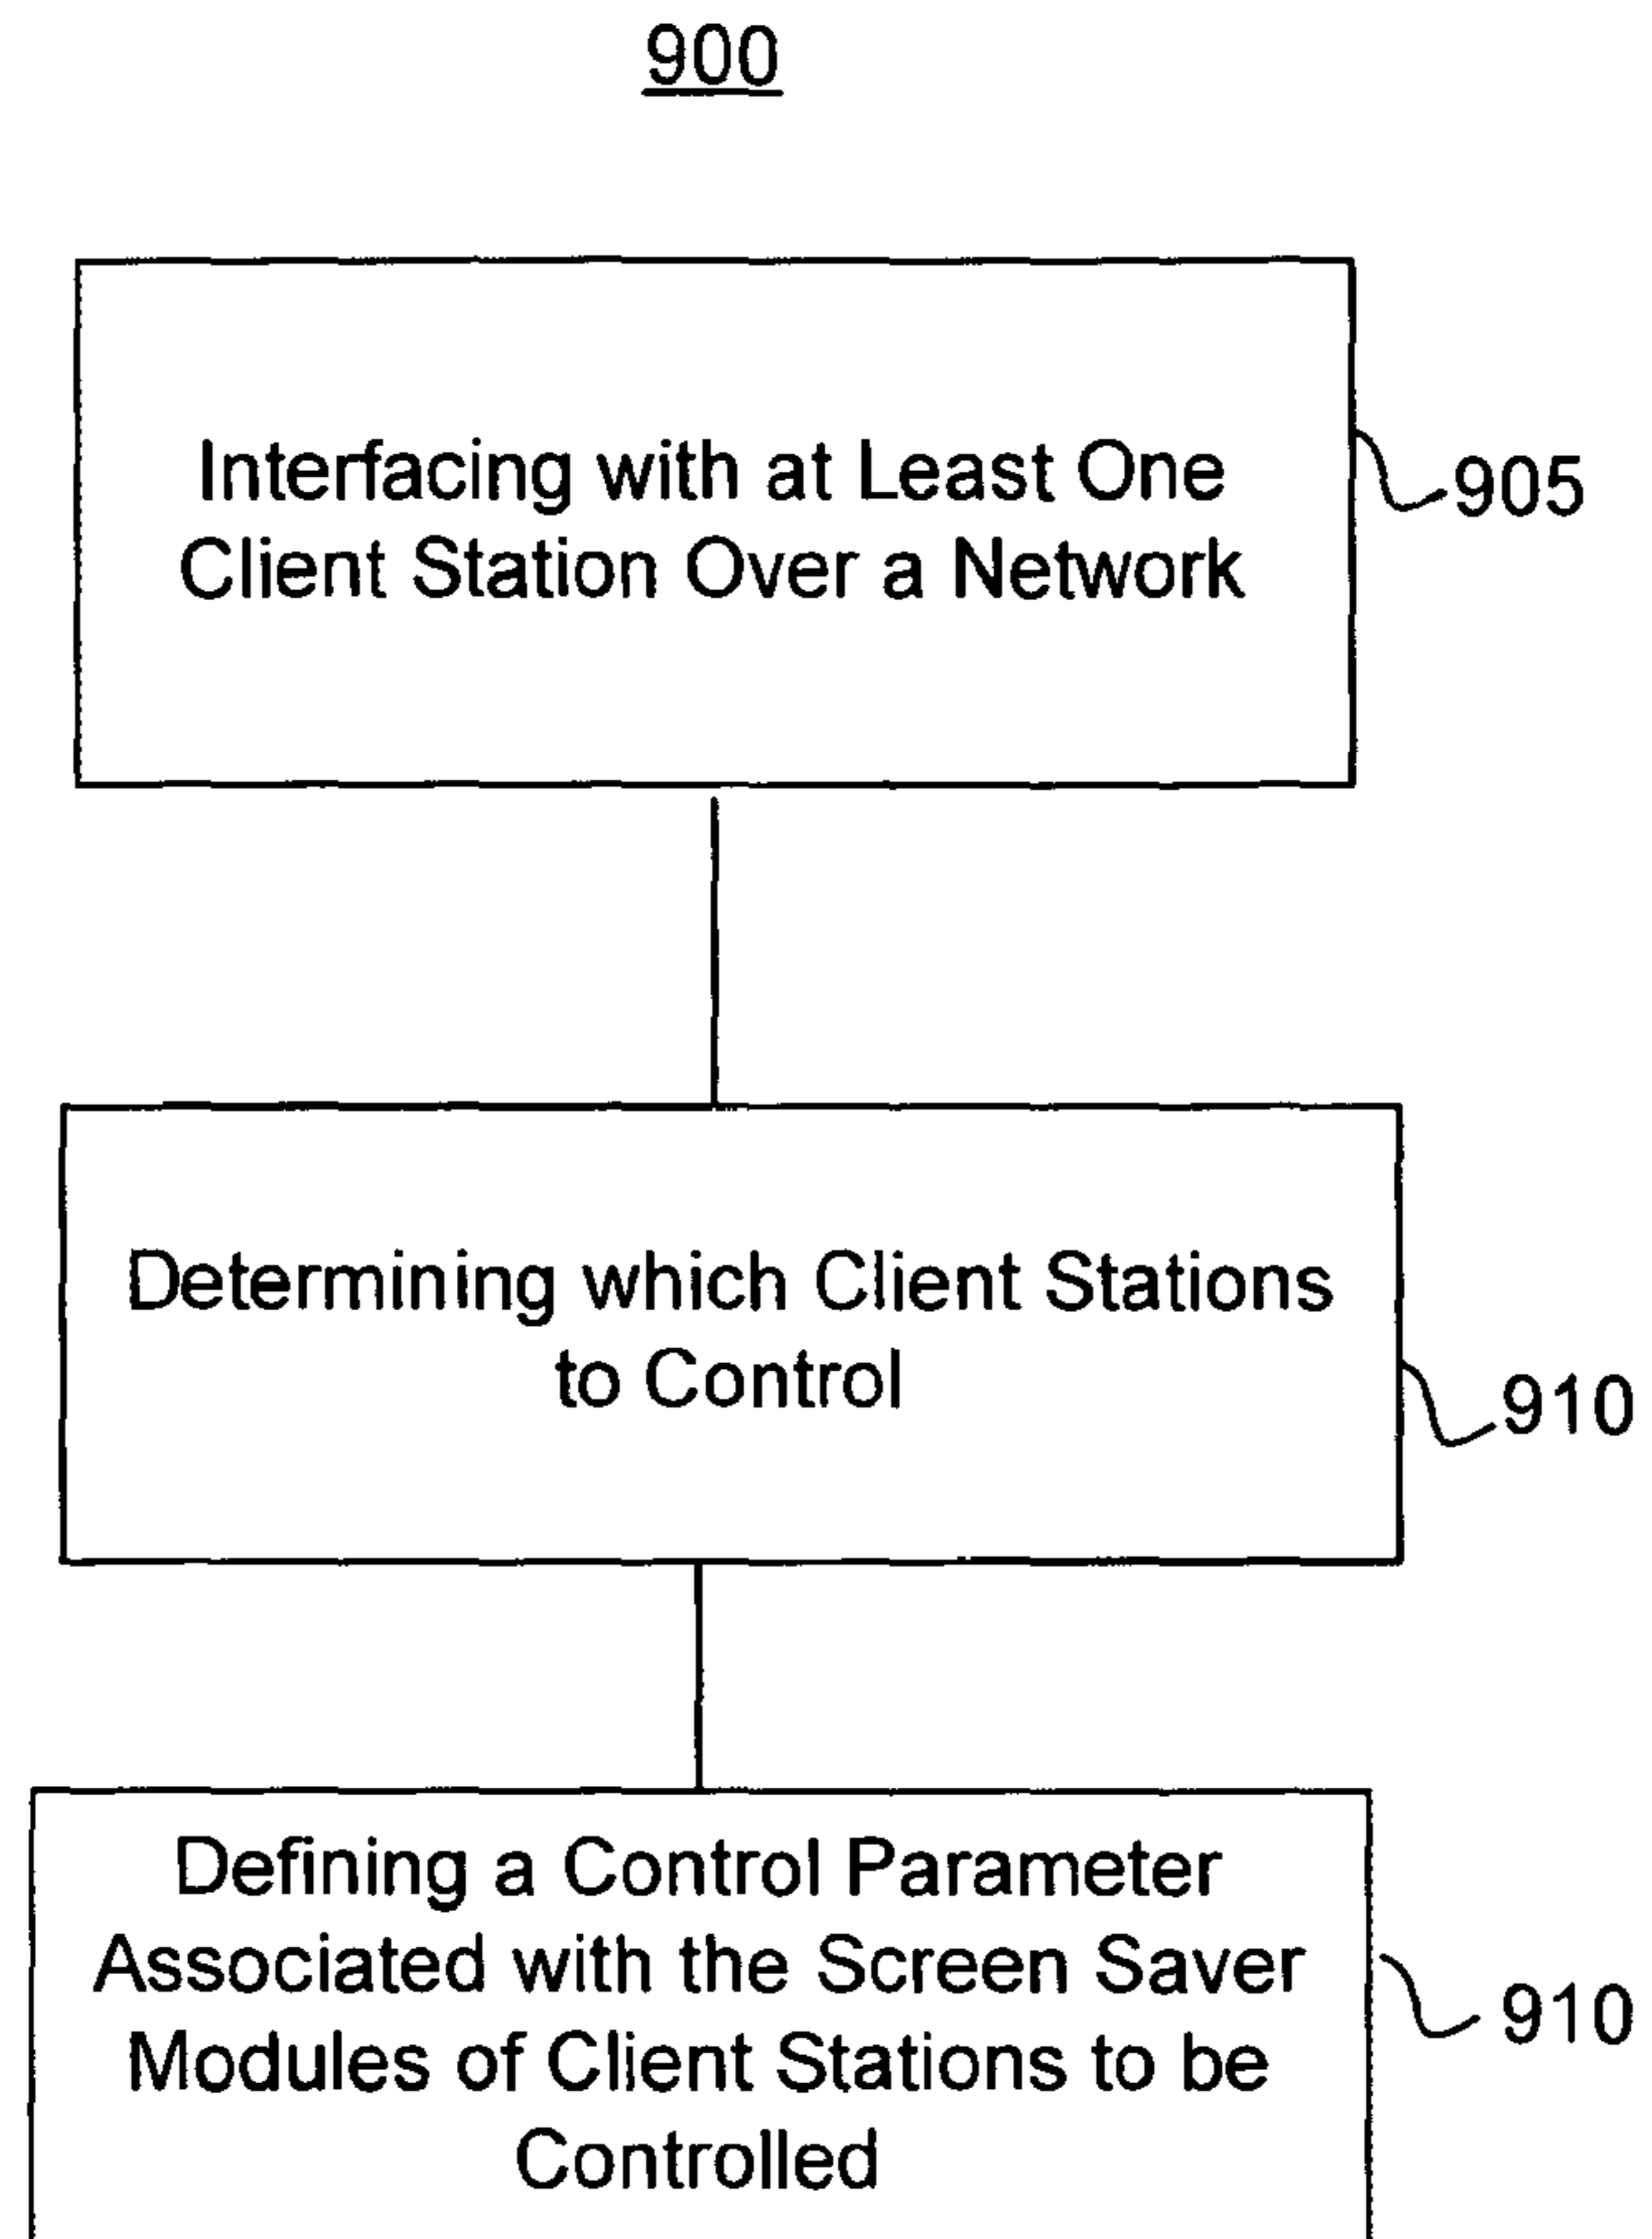 900
Interfacing with at Least One
Client Station Over a Network
905
Determining which Client Stations
to Control
910
Defining a Control Parameter
Associated with the Screen Saver
Modules of Client Stations to be
Controlled
910